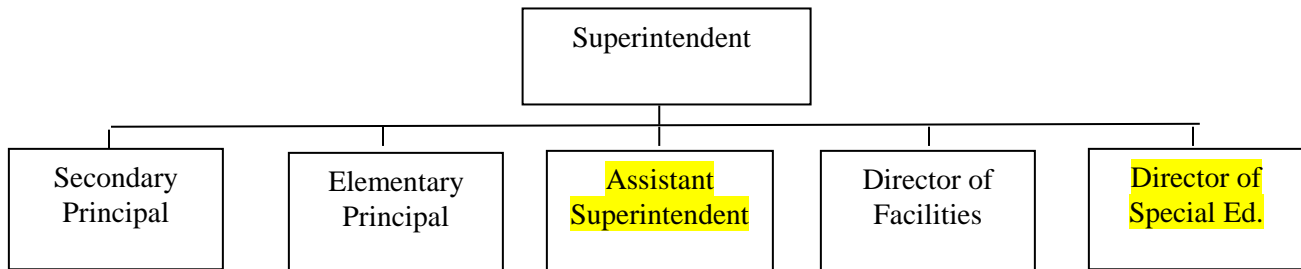 Superintendent
Secondary
Principal
Elementary
Principal
Assistant
Superintendent
Director of
Facilities
Director of
Special Ed.